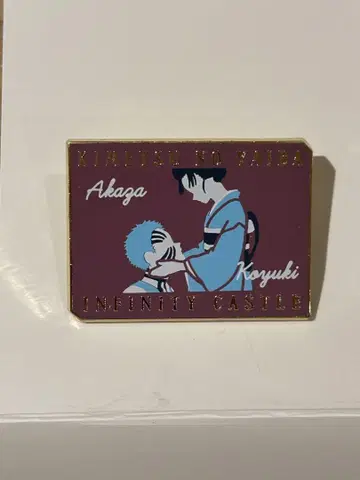 KIMETSU NO YAIBA
Akaza
Koyuki
INFINITY CASTLE